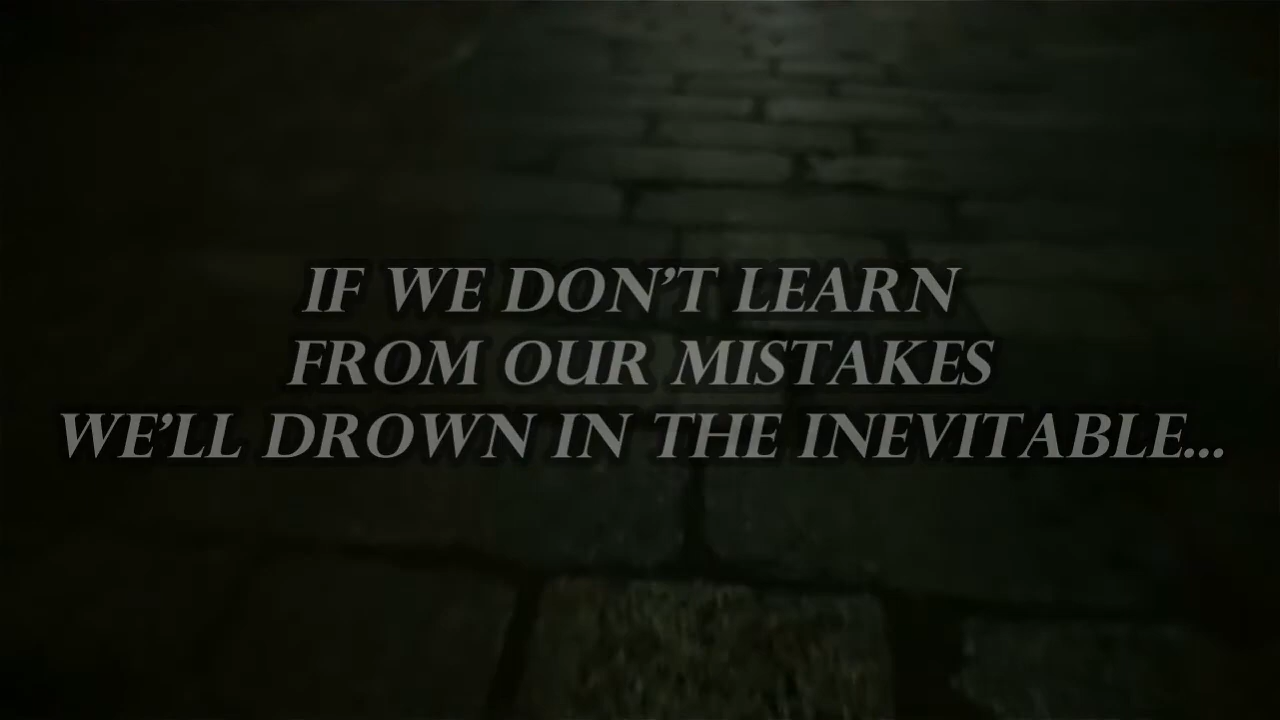 IF WE DON’T LEARN
FROM OUR MISTAKES
WE’LL DROWN IN THE INEVITABLE...